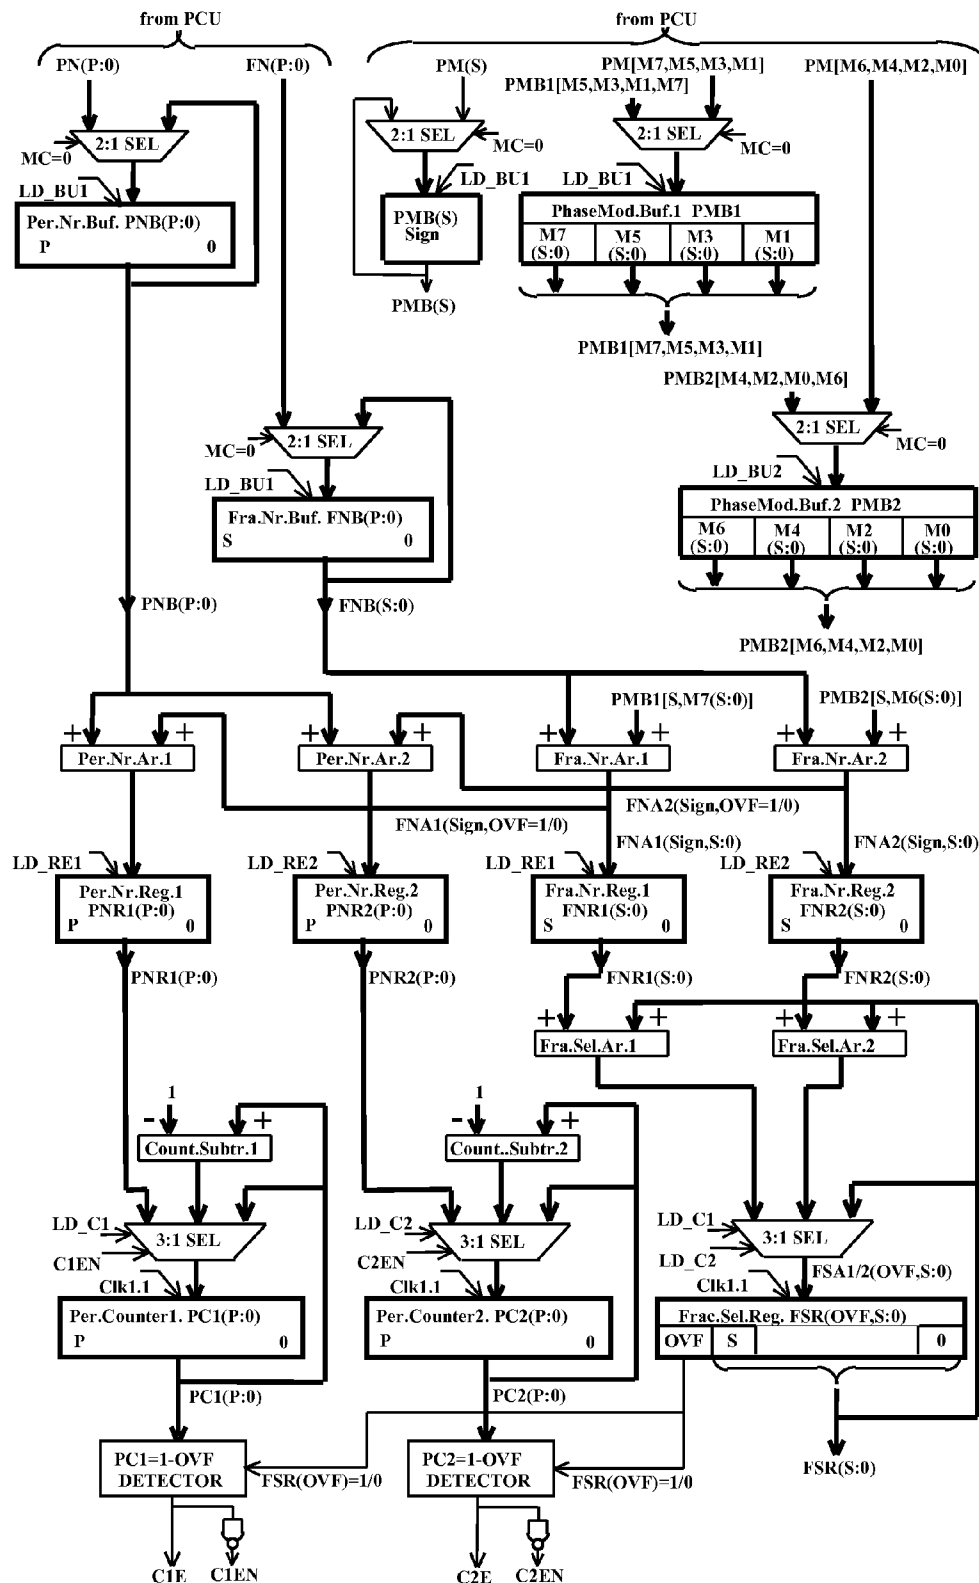 from PCU
from PCU
PN(P:0)
FN(P:0)
PM(S)
PM[M7,M5,M3,M1]
PM[M6,M4,M2,M0]
PMB1[M5,M3,M1,M7]
2:1 SEL
MC=0
2:1 SEL
MC=0
2:1 SEL
MC=0
LD_BU1
LD_BU1
LD_BU1
Per.Nr.Buf. PNB(P:0)
P 0
PMB(S)
Sign
PhaseMod.Buf.1 PMB1
M7 M5 M3 M1
(S:0) (S:0) (S:0) (S:0)
PMB(S)
PMB1[M7,M5,M3,M1]
PMB2[M4,M2,M0,M6]
2:1 SEL
MC=0
2:1 SEL
MC=0
LD_BU1
LD_BU2
Fra.Nr.Buf. FNB(P:0)
S 0
PhaseMod.Buf.2 PMB2
M6 M4 M2 M0
(S:0) (S:0) (S:0) (S:0)
PNB(P:0)
FNB(S:0)
PMB2[M6,M4,M2,M0]
PMB1[S,M7(S:0)]
PMB2[S,M6(S:0)]
+ + + + + + + +
Per.Nr.Ar.1
Per.Nr.Ar.2
Fra.Nr.Ar.1
Fra.Nr.Ar.2
FNA2(Sign,OVF=1/0)
FNA1(Sign,OVF=1/0)
FNA1(Sign,S:0)
FNA2(Sign,S:0)
LD_RE1
LD_RE2
LD_RE1
LD_RE2
Per.Nr.Reg.1
PNR1(P:0)
P 0
Per.Nr.Reg.2
PNR2(P:0)
P 0
Fra.Nr.Reg.1
FNR1(S:0)
S 0
Fra.Nr.Reg.2
FNR2(S:0)
S 0
PNR1(P:0)
PNR2(P:0)
FNR1(S:0)
FNR2(S:0)
+ + + +
Fra.Sel.Ar.1
Fra.Sel.Ar.2
1
1
- + - +
Count.Subtr.1
Count..Subtr.2
LD_C1
3:1 SEL
C1EN
LD_C2
3:1 SEL
C2EN
LD_C1
3:1 SEL
LD_C2
FSA1/2(OVF,S:0)
Clk1.1
Clk1.1
Clk1.1
Per.Counter1. PC1(P:0)
P 0
Per.Counter2. PC2(P:0)
P 0
Frac.Sel.Reg. FSR(OVF,S:0)
OVF S 0
PC1(P:0)
PC2(P:0)
PC1=1-OVF
DETECTOR
FSR(OVF)=1/0
PC2=1-OVF
DETECTOR
FSR(OVF)=1/0
FSR(S:0)
C1E
C1EN
C2E
C2EN